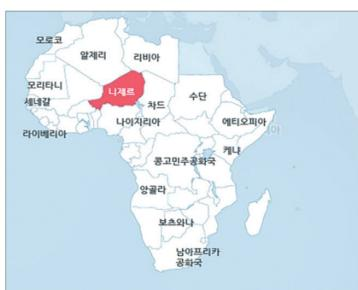 모로코
알제리
리비아
모리타니
니제르
세네갈
차드
수단
나이지리아
에티오피아
라이베리아
케냐
콩고민주공화국
앙골라
보츠와나
남아프리카
공화국